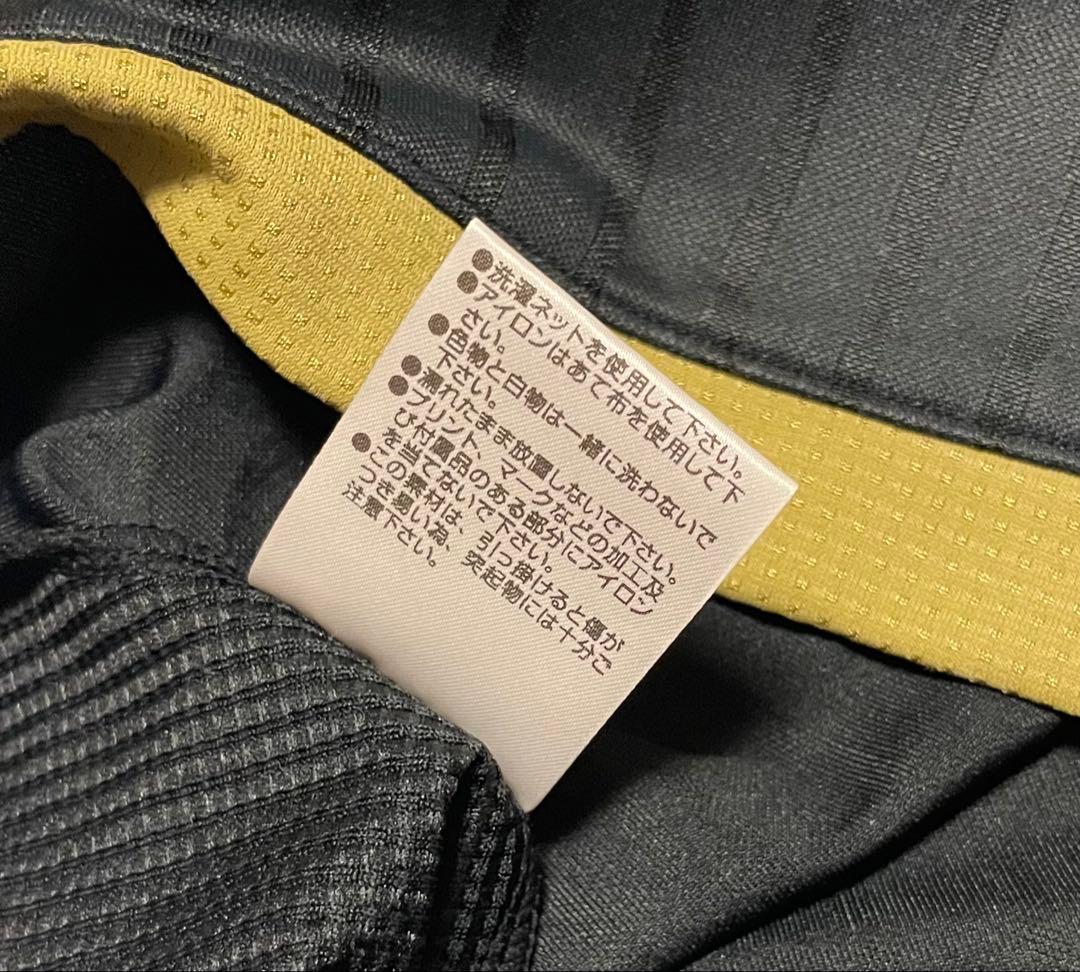 ●洗濯ネットを使用して下さい。
●アイロンはあて布を使用して下
さい。
●色物と白物は一緒に洗わないで
下さい。
●濡れたまま放置しないで下さい。
●プリント、マークなどの加工及
び付属品のある部分にアイロン
を当てないで下さい。
●この素材は、引っ掛けると傷が
つき易い為、突起物には十分ご
注意下さい。